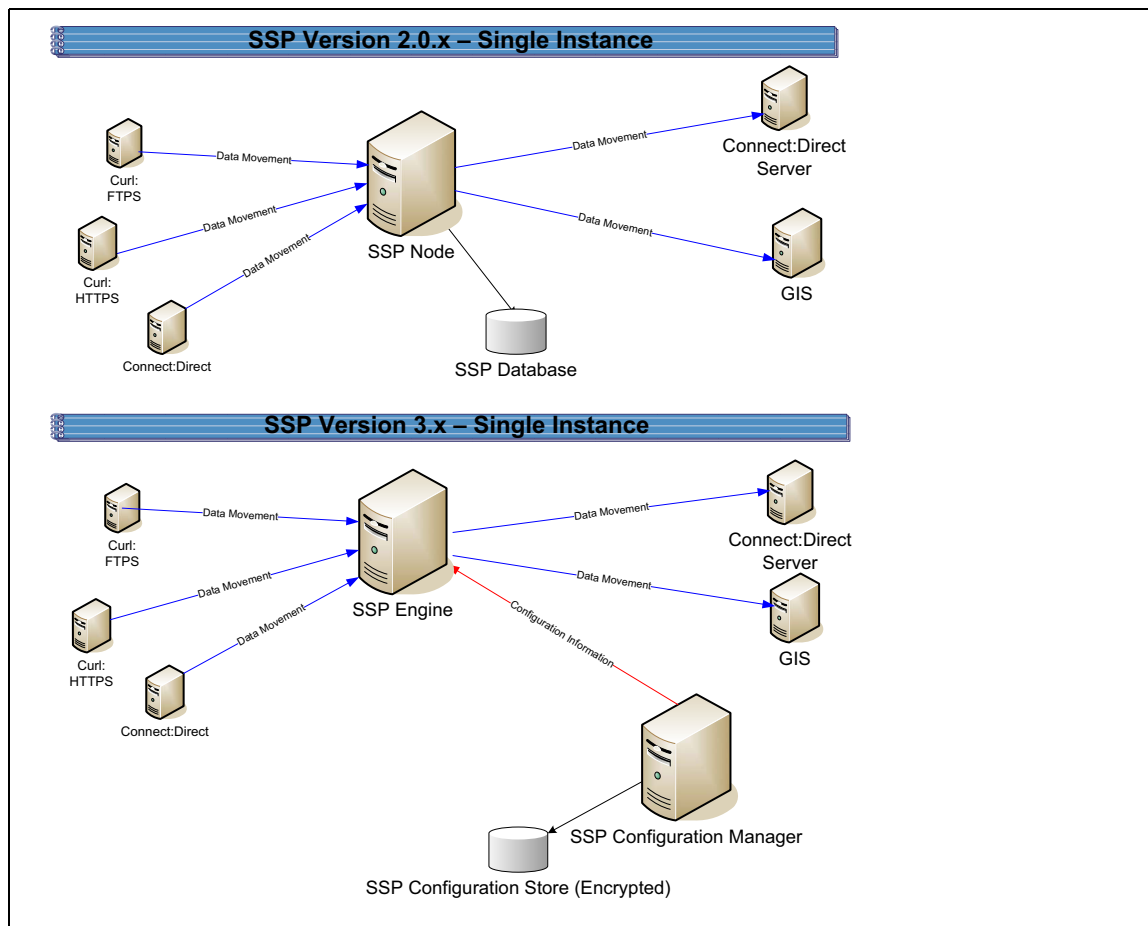 SSP Version 2.0.x – Single Instance
Curl:
FTPS
Data Movement
Curl:
HTTPS
Data Movement
Connect:Direct
Data Movement
SSP Node
Data Movement
Connect:Direct
Server
Data Movement
GIS
SSP Database
SSP Version 3.x – Single Instance
Curl:
FTPS
Data Movement
Curl:
HTTPS
Data Movement
Connect:Direct
Data Movement
SSP Engine
Data Movement
Connect:Direct
Server
Data Movement
GIS
Configuration Information
SSP Configuration Manager
SSP Configuration Store (Encrypted)